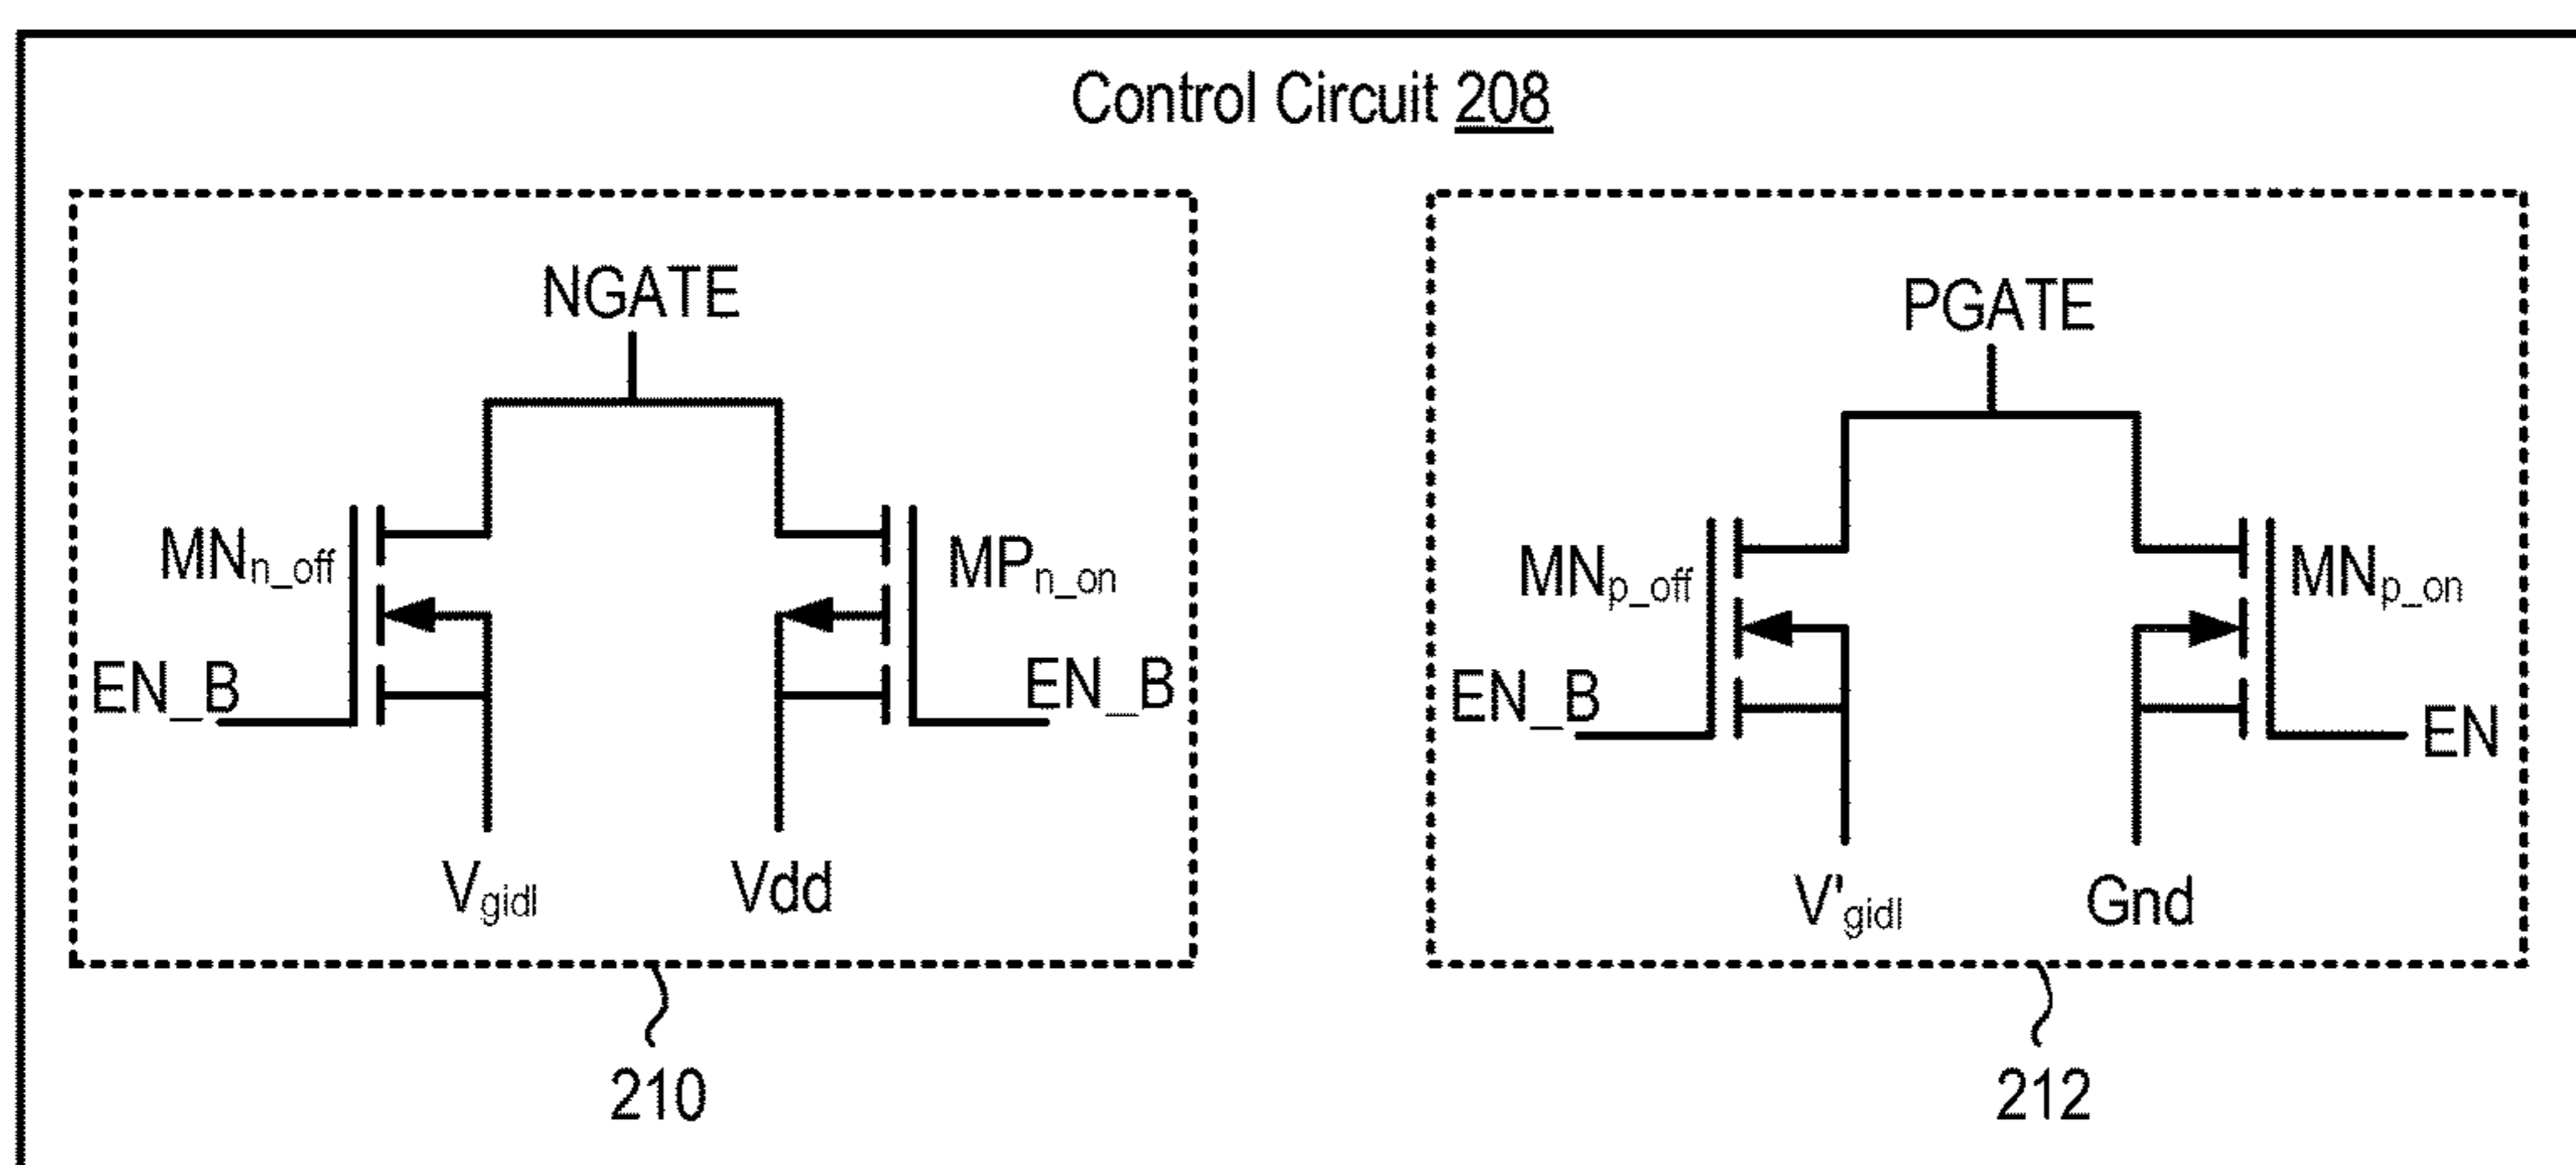 Control Circuit 208
NGATE
MNn_off
MPn_on
EN_B
EN_B
Vgidl
Vdd
210
PGATE
MNp_off
MNp_on
EN_B
EN
V'gidl
Gnd
212